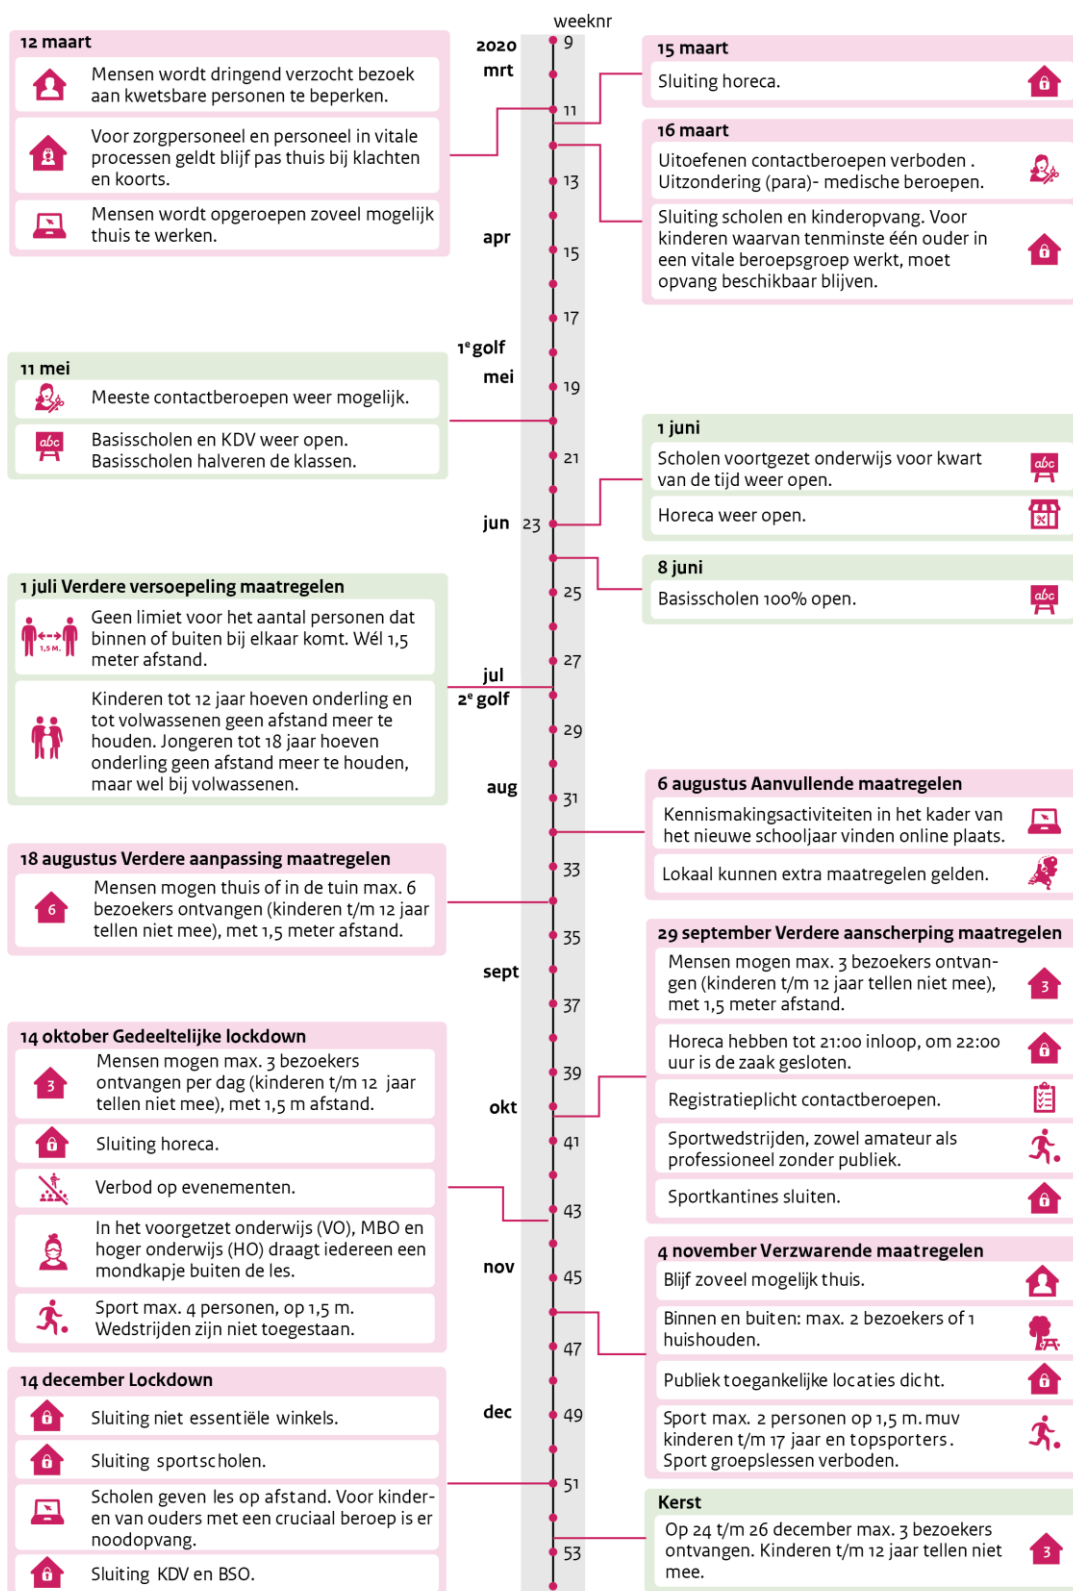 weeknr
2020
mrt
9
11
13
apr
15
17
1e golf
mei
19
21
jun
23
25
27
jul
2e golf
29
aug
31
33
35
sept
37
39
okt
41
43
nov
45
47
dec
49
51
53
12 maart
Mensen wordt dringend verzocht bezoek
aan kwetsbare personen te beperken.
Voor zorgpersoneel en personeel in vitale
processen geldt blijf pas thuis bij klachten
en koorts.
Mensen wordt opgeroepen zoveel mogelijk
thuis te werken.
15 maart
Sluiting horeca.
16 maart
Uitoefenen contactberoepen verboden .
Uitzondering (para)- medische beroepen.
Sluiting scholen en kinderopvang. Voor
kinderen waarvan tenminste één ouder in
een vitale beroepsgroep werkt, moet
opvang beschikbaar blijven.
11 mei
Meeste contactberoepen weer mogelijk.
abc
Basisscholen en KDV weer open.
Basisscholen halveren de klassen.
1 juni
Scholen voortgezet onderwijs voor kwart
van de tijd weer open.
abc
Horeca weer open.
8 juni
Basisscholen 100% open.
abc
1 juli Verdere versoepeling maatregelen
Geen limiet voor het aantal personen dat
binnen of buiten bij elkaar komt. Wél 1,5
meter afstand.
1,5 M.
Kinderen tot 12 jaar hoeven onderling en
tot volwassenen geen afstand meer te
houden. Jongeren tot 18 jaar hoeven
onderling geen afstand meer te houden,
maar wel bij volwassenen.
6 augustus Aanvullende maatregelen
Kennismakingsactiviteiten in het kader van
het nieuwe schooljaar vinden online plaats.
Lokaal kunnen extra maatregelen gelden.
18 augustus Verdere aanpassing maatregelen
6
Mensen mogen thuis of in de tuin max. 6
bezoekers ontvangen (kinderen t/m 12 jaar
tellen niet mee), met 1,5 meter afstand.
29 september Verdere aanscherping maatregelen
Mensen mogen max. 3 bezoekers ontvan-
gen (kinderen t/m 12 jaar tellen niet mee),
met 1,5 meter afstand.
3
Horeca hebben tot 21:00 inloop, om 22:00
uur is de zaak gesloten.
Registratieplicht contactberoepen.
Sportwedstrijden, zowel amateur als
professioneel zonder publiek.
Sportkantines sluiten.
14 oktober Gedeeltelijke lockdown
3
Mensen mogen max. 3 bezoekers
ontvangen per dag (kinderen t/m 12 jaar
tellen niet mee), met 1,5 m afstand.
Sluiting horeca.
Verbod op evenementen.
In het voorgetzet onderwijs (VO), MBO en
hoger onderwijs (HO) draagt iedereen een
mondkapje buiten de les.
Sport max. 4 personen, op 1,5 m.
Wedstrijden zijn niet toegestaan.
4 november Verzwarende maatregelen
Blijf zoveel mogelijk thuis.
Binnen en buiten: max. 2 bezoekers of 1
huishouden.
Publiek toegankelijke locaties dicht.
Sport max. 2 personen op 1,5 m. muv
kinderen t/m 17 jaar en topsporters .
Sport groepslessen verboden.
14 december Lockdown
Sluiting niet essentiële winkels.
Sluiting sportscholen.
Scholen geven les op afstand. Voor kinder-
en van ouders met een cruciaal beroep is er
noodopvang.
Sluiting KDV en BSO.
Kerst
Op 24 t/m 26 december max. 3 bezoekers
ontvangen. Kinderen t/m 12 jaar tellen niet
mee.
3